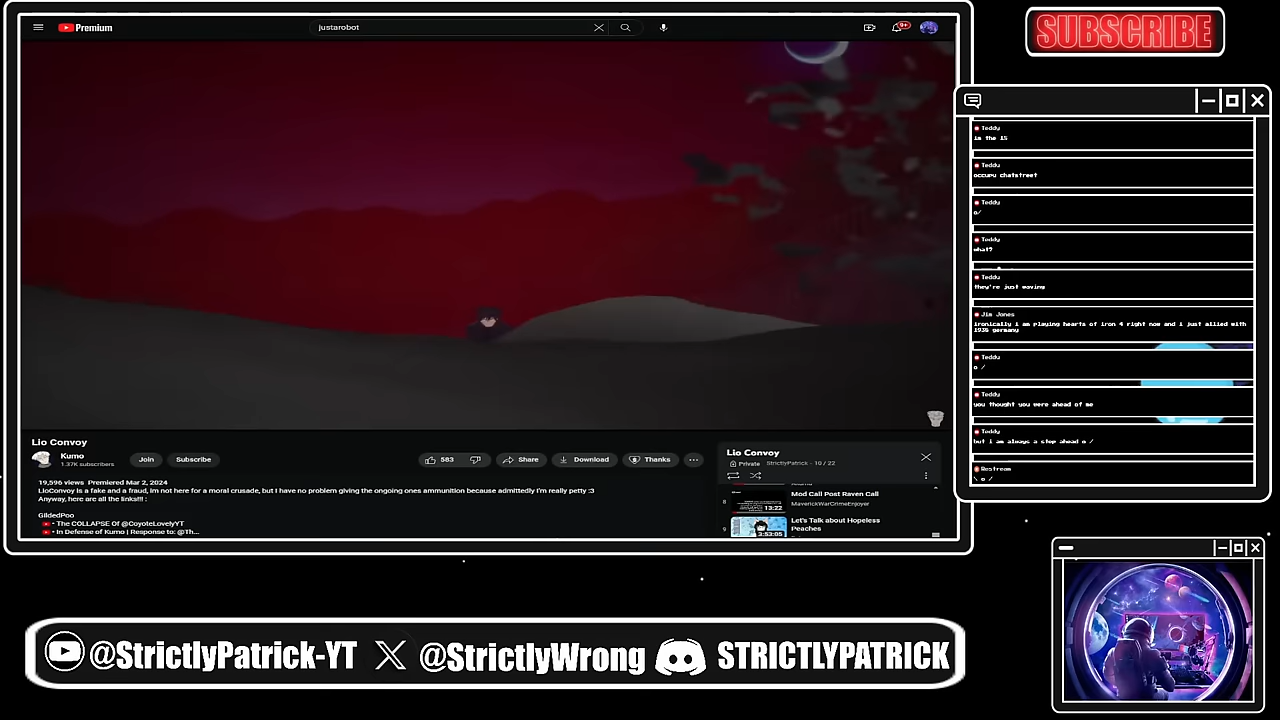 Premium
justarobot
9+
SUBSCRIBE
Lio Convoy
Kumo
1.37K subscribers
Join
Subscribe
583
Share
Download
Thanks
19,596 views Premiered Mar 2, 2024
LioConvoy is a fake and a fraud, im not here for a moral crusade, but I have no problem giving the ongoing ones ammunition because admittedly I'm really petty :3
Anyway, here are all the links!!! :
GildedPoo
• The COLLAPSE Of @CoyoteLovelyYT
• In Defense of Kumo | Response to: @Th...
Lio Convoy
Private StrictlyPatrick - 10 / 22
8
13:22
Mod Call Post Raven Call
MaverickWarCrimeEnjoyer
9
3:53:05
Let's Talk about Hopeless
Peaches
Teddy
im the 1%
Teddy
occupy chatstreet
Teddy
o/
Teddy
what?
Teddy
they're just waving
Jim Jones
ironically i am playing hearts of iron 4 right now and i just allied with
1936 germany
Teddy
o /
Teddy
you thought you were ahead of me
Teddy
but i am always a step ahead o /
Restream
\ o /
@StrictlyPatrick-YT
@StrictlyWrong
STRICTLYPATRICK